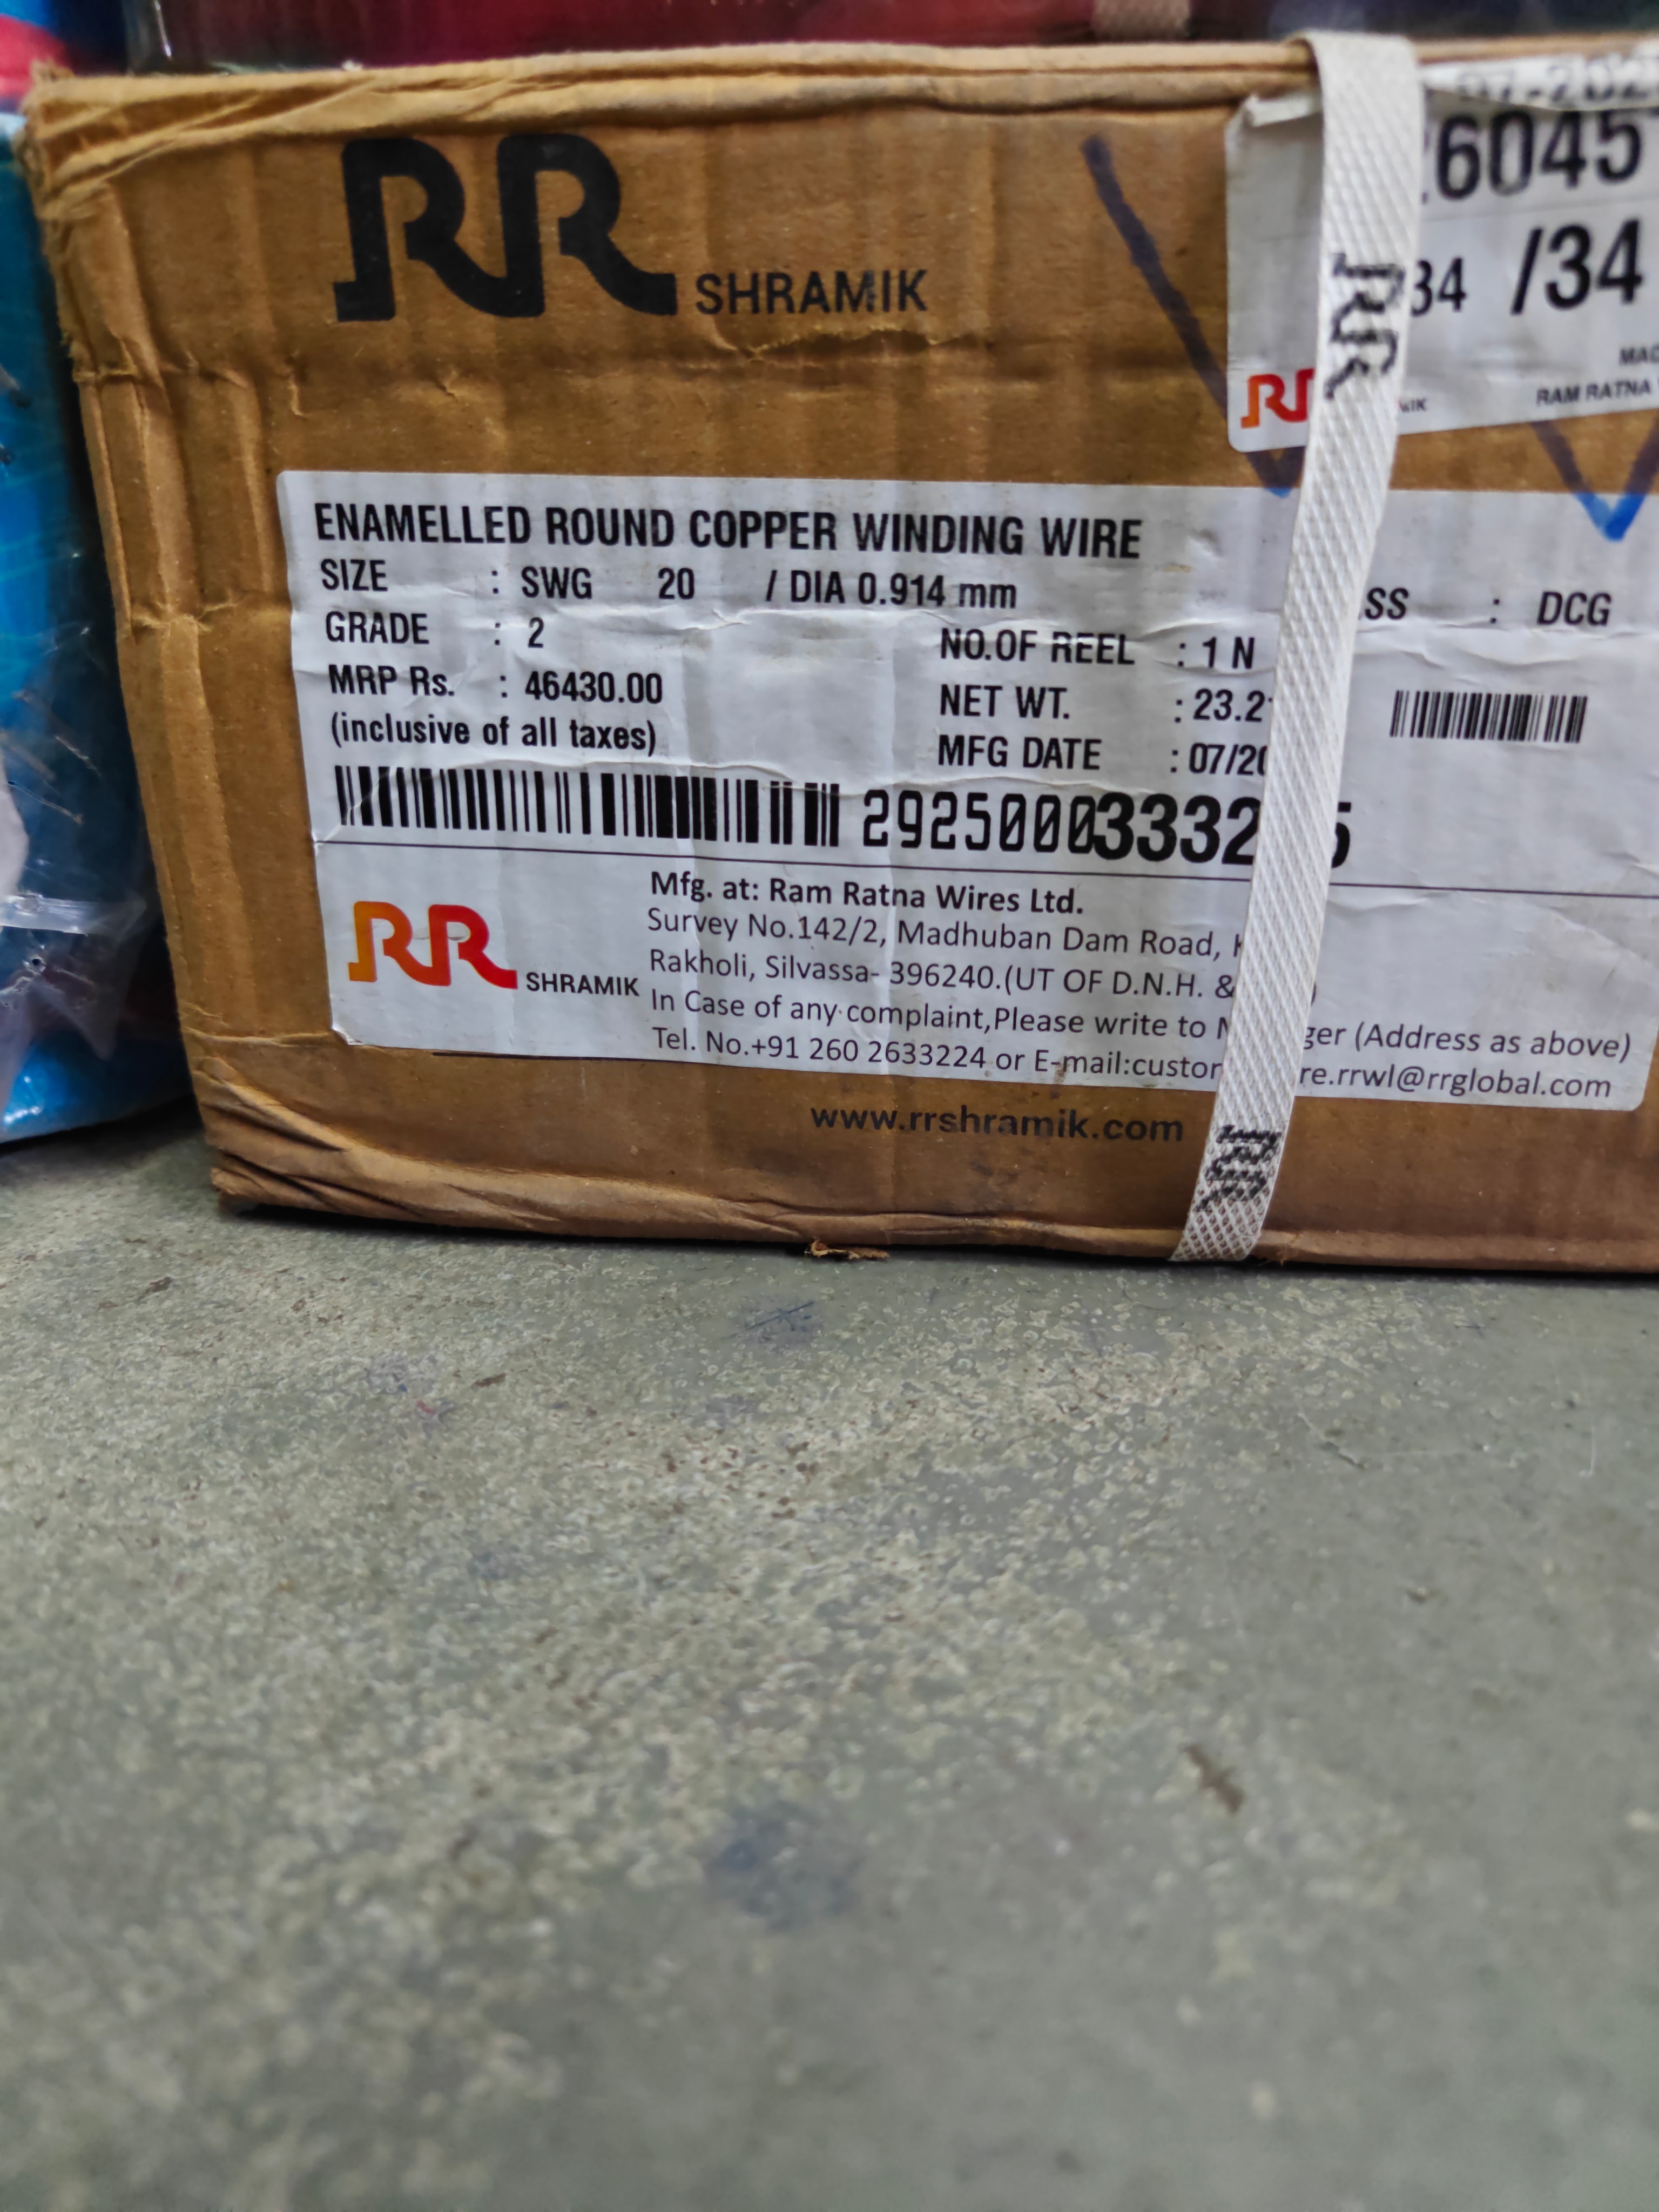 RR SHRAMIK
6045
34 /34
RR
RAM RATNA
ENAMELLED ROUND COPPER WINDING WIRE
SIZE : SWG 20 / DIA 0.914 mm
: DCG
GRADE : 2
NO.OF REEL : 1 N
MRP Rs. : 46430.00
NET WT. : 23.2
(inclusive of all taxes)
MFG DATE : 07/20
29250003332 5
RR SHRAMIK
Mfg. at: Ram Ratna Wires Ltd.
Survey No.142/2, Madhuban Dam Road,
Rakholi, Silvassa- 396240.(UT OF D.N.H. &
In Case of any complaint,Please write to (Address as above)
Tel. No.+91 260 2633224 or E-mail:custo re.rrwl@rrglobal.com
www.rrshramik.com
RR
RR